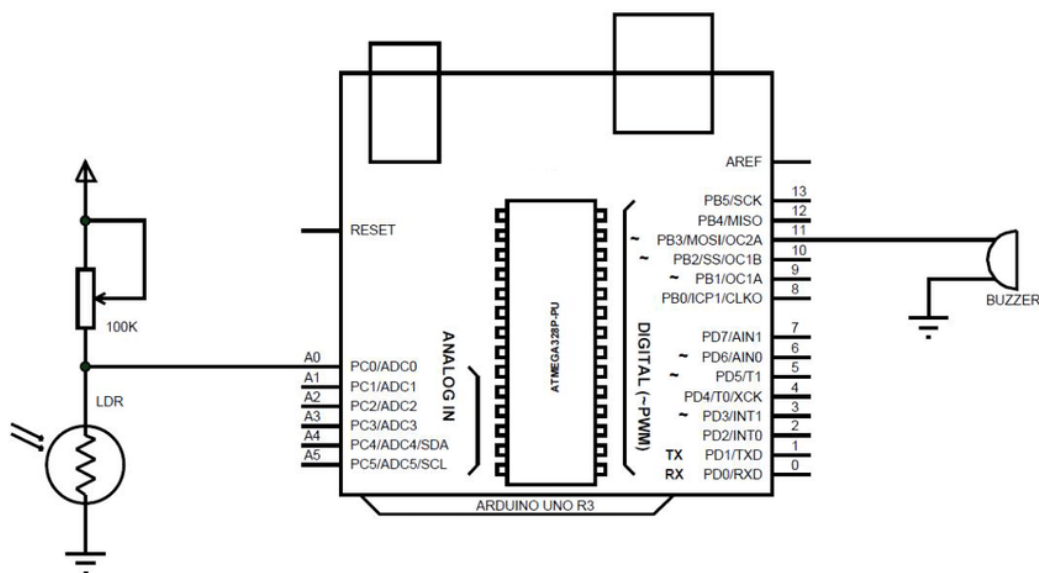 AREF
RESET
PB5/SCK 13
PB4/MISO 12
~ PB3/MOSI/OC2A 11
~ PB2/SS/OC1B 10
~ PB1/OC1A 9
PB0/ICP1/CLKO 8
BUZZER
100K
ANALOG IN
ATMEGA328P-PU
DIGITAL (~PWM)
PD7/AIN1 7
~ PD6/AIN0 6
~ PD5/T1 5
PD4/T0/XCK 4
~ PD3/INT1 3
PD2/INT0 2
TX PD1/TXD 1
RX PD0/RXD 0
A0 PC0/ADC0
A1 PC1/ADC1
A2 PC2/ADC2
A3 PC3/ADC3
A4 PC4/ADC4/SDA
A5 PC5/ADC5/SCL
LDR
ARDUINO UNO R3